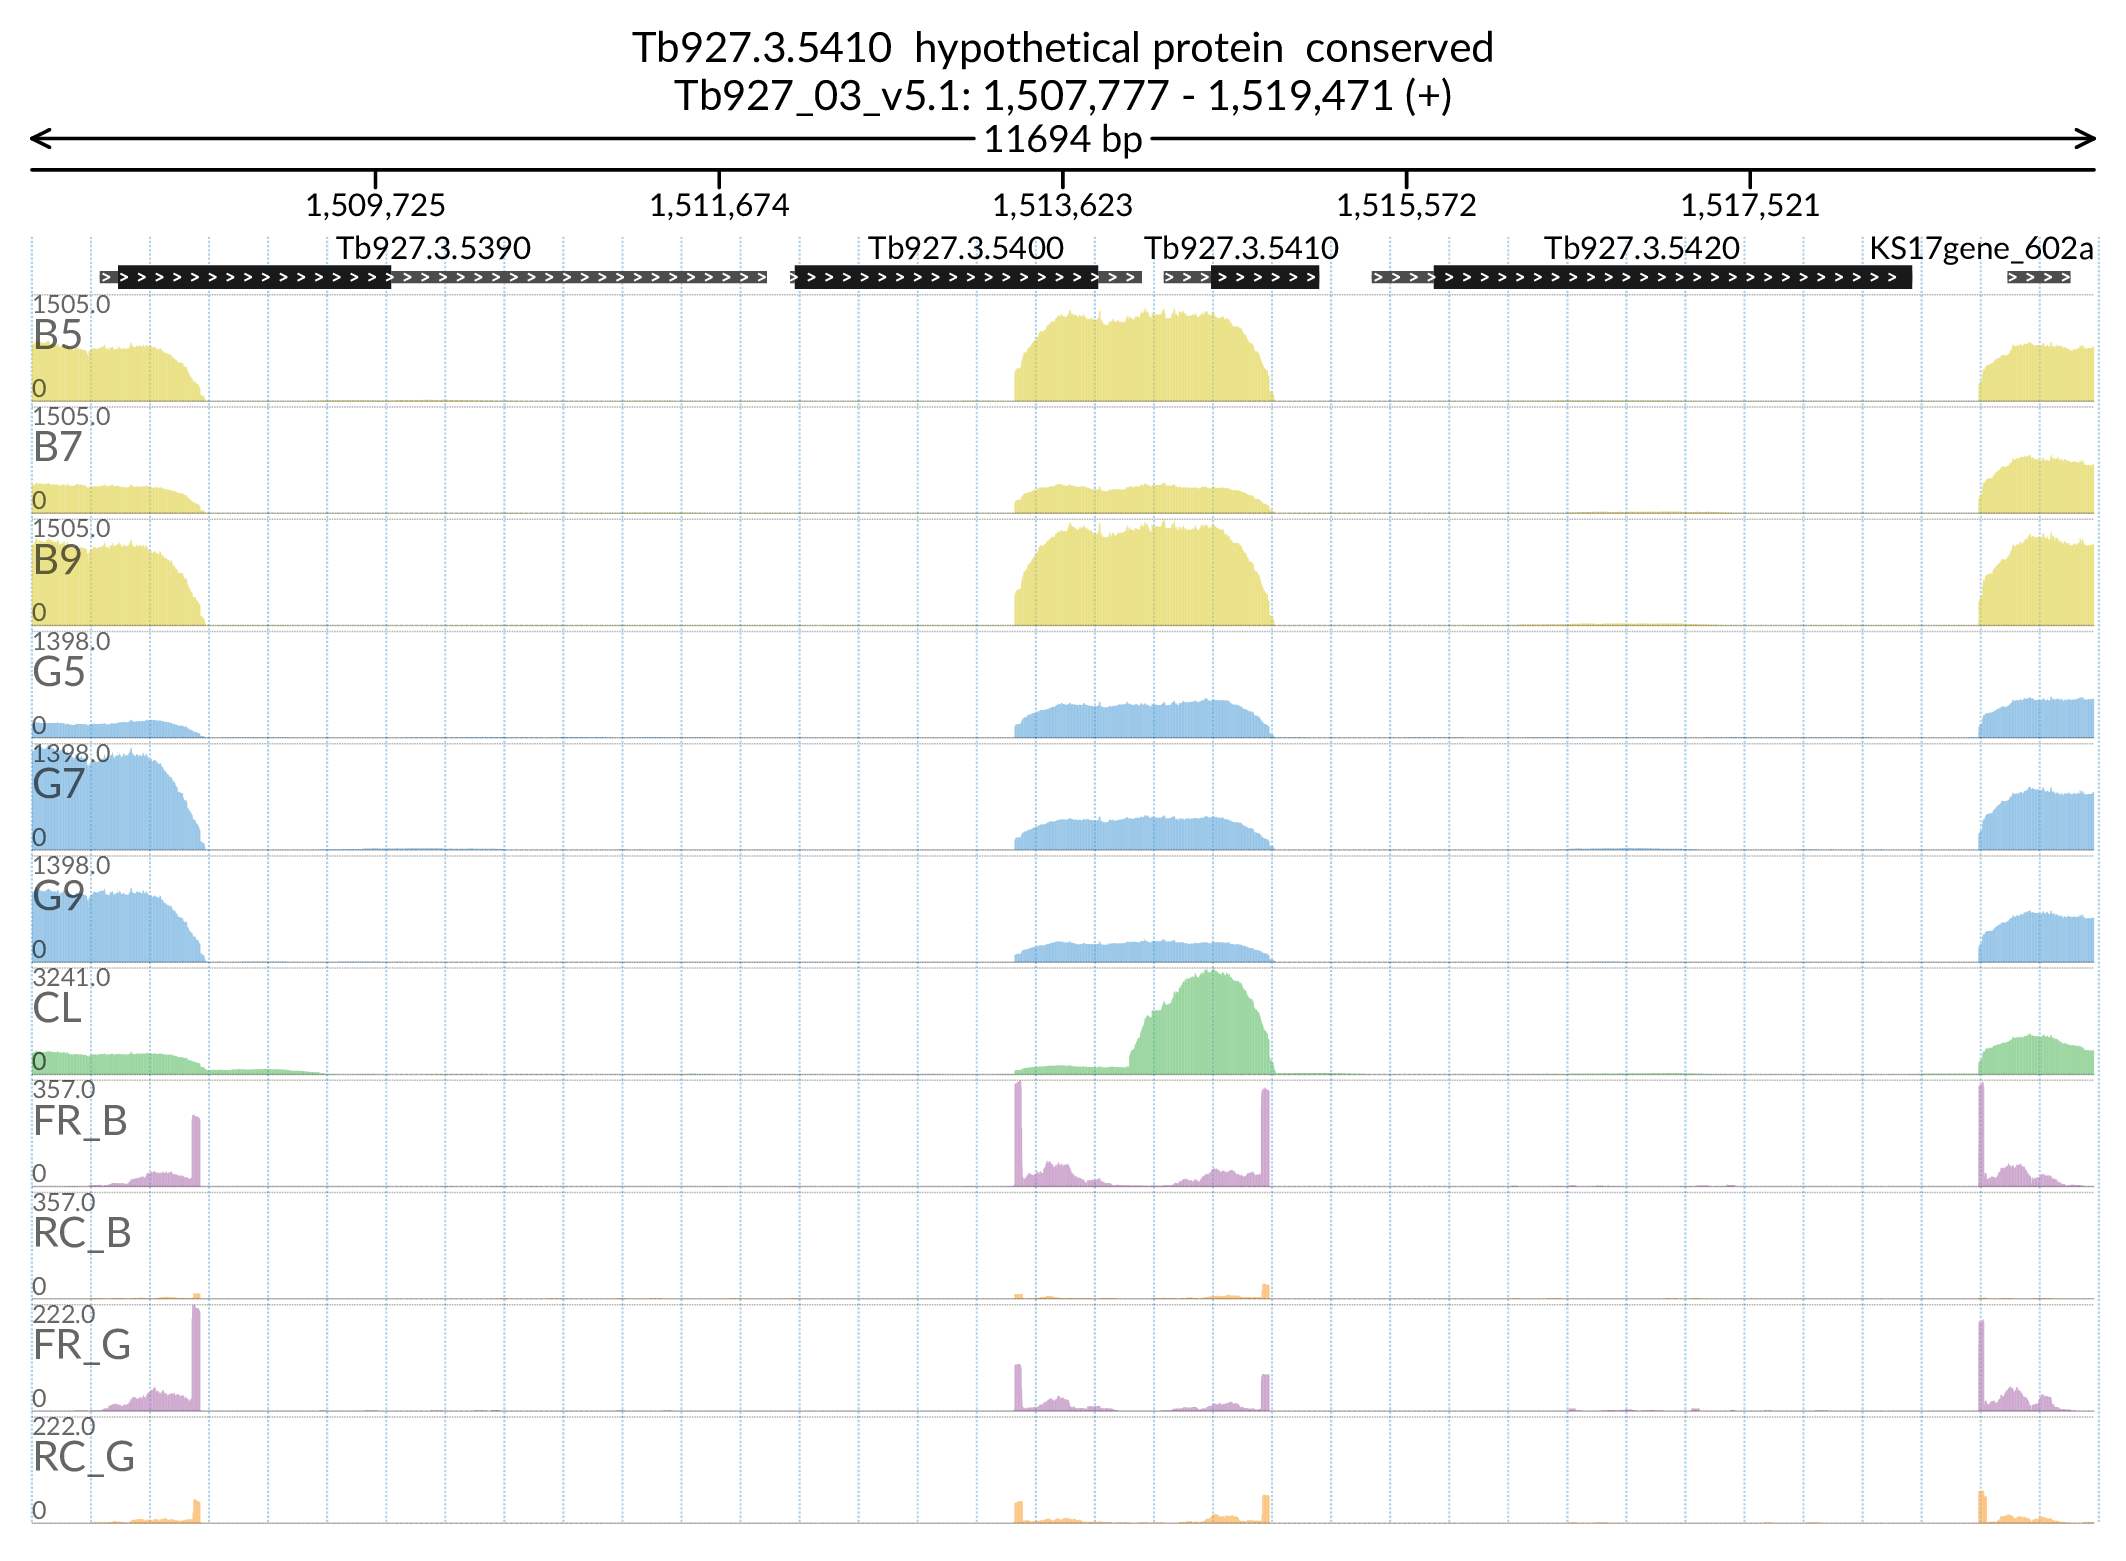 Tb927.3.5410  hypothetical protein  conserved
Tb927_03_v5.1: 1,507,777 - 1,519,471 (+)
11694 bp
1,509,725 1,511,674 1,513,623 1,515,572 1,517,521
Tb927.3.5390 Tb927.3.5400 Tb927.3.5410 Tb927.3.5420 KS17gene_602a
1505.0
B5
0
1505.0
B7
0
1505.0
B9
0
1398.0
G5
0
1398.0
G7
0
1398.0
G9
0
3241.0
CL
0
357.0
FR_B
0
357.0
RC_B
0
222.0
FR_G
0
222.0
RC_G
0